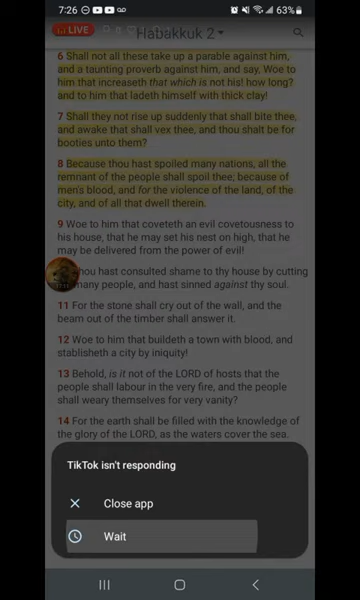 7:26
63%
LIVE
Habakkuk 2
6 Shall not all these take up a parable against him,
and a taunting proverb against him, and say, Woe to
him that increaseth that which is not his! how long?
and to him that ladeth himself with thick clay!
7 Shall they not rise up suddenly that shall bite thee,
and awake that shall vex thee, and thou shalt be for
booties unto them?
8 Because thou hast spoiled many nations, all the
remnant of the people shall spoil thee; because of
men's blood, and for the violence of the land, of the
city, and of all that dwell therein.
9 Woe to him that coveteth an evil covetousness to
his house, that he may set his nest on high, that he
may be delivered from the power of evil!
hou hast consulted shame to thy house by cutting
many people, and hast sinned against thy soul.
11 For the stone shall cry out of the wall, and the
beam out of the timber shall answer it.
12 Woe to him that buildeth a town with blood, and
stablisheth a city by iniquity!
13 Behold, is it not of the LORD of hosts that the
people shall labour in the very fire, and the people
shall weary themselves for very vanity?
14 For the earth shall be filled with the knowledge of
the glory of the LORD, as the waters cover the sea.
TikTok isn't responding
Close app
Wait